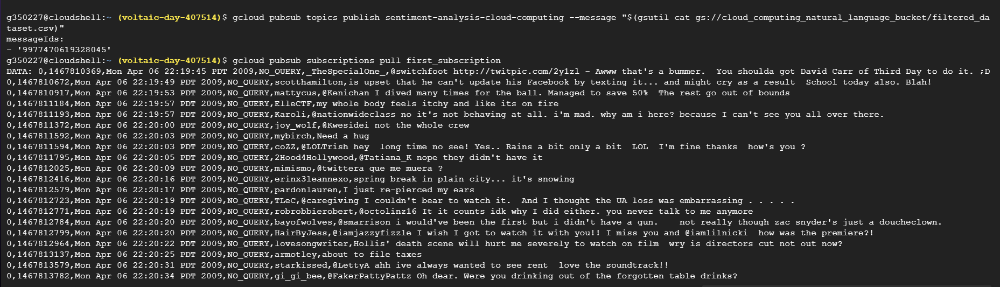 g350227@cloudshell:~ (voltaic-day-407514)$ gcloud pubsub topics publish sentiment-analysis-cloud-computing --message "$(gsutil cat gs://cloud_computing_natural_language_bucket/filtered_da
taset.csv)"
messageIds:
- '9977470619328045'
g350227@cloudshell:~ (voltaic-day-407514)$ gcloud pubsub subscriptions pull first_subscription
DATA: 0,1467810369,Mon Apr 06 22:19:45 PDT 2009,NO_QUERY,_TheSpecialOne_,@switchfoot http://twitpic.com/2y1zl - Awww that's a bummer.  You shoulda got David Carr of Third Day to do it. ;D
0,1467810672,Mon Apr 06 22:19:49 PDT 2009,NO_QUERY,scotthamilton,is upset that he can't update his Facebook by texting it... and might cry as a result  School today also. Blah!
0,1467810917,Mon Apr 06 22:19:53 PDT 2009,NO_QUERY,mattycus,@Kenichan I dived many times for the ball. Managed to save 50%  The rest go out of bounds
0,1467811184,Mon Apr 06 22:19:57 PDT 2009,NO_QUERY,ElleCTF,my whole body feels itchy and like its on fire
0,1467811193,Mon Apr 06 22:19:57 PDT 2009,NO_QUERY,Karoli,@nationwideclass no it's not behaving at all. i'm mad. why am i here? because I can't see you all over there.
0,1467811372,Mon Apr 06 22:20:00 PDT 2009,NO_QUERY,joy_wolf,@Kwesidei not the whole crew
0,1467811592,Mon Apr 06 22:20:03 PDT 2009,NO_QUERY,mybirch,Need a hug
0,1467811594,Mon Apr 06 22:20:03 PDT 2009,NO_QUERY,coZZ,@LOLTrish hey  long time no see! Yes.. Rains a bit only a bit  LOL  I'm fine thanks  how's you ?
0,1467811795,Mon Apr 06 22:20:05 PDT 2009,NO_QUERY,2Hood4Hollywood,@Tatiana_K nope they didn't have it
0,1467812025,Mon Apr 06 22:20:09 PDT 2009,NO_QUERY,mimismo,@twittera que me muera ?
0,1467812416,Mon Apr 06 22:20:16 PDT 2009,NO_QUERY,erinx3leannexo,spring break in plain city... it's snowing
0,1467812579,Mon Apr 06 22:20:17 PDT 2009,NO_QUERY,pardonlauren,I just re-pierced my ears
0,1467812723,Mon Apr 06 22:20:19 PDT 2009,NO_QUERY,TLeC,@caregiving I couldn't bear to watch it.  And I thought the UA loss was embarrassing . . . . .
0,1467812771,Mon Apr 06 22:20:19 PDT 2009,NO_QUERY,robrobbierobert,@octolinz16 It it counts idk why I did either. you never talk to me anymore
0,1467812784,Mon Apr 06 22:20:20 PDT 2009,NO_QUERY,bayofwolves,@smarrison i would've been the first but i didn't have a gun.    not really though zac snyder's just a doucheclown.
0,1467812799,Mon Apr 06 22:20:20 PDT 2009,NO_QUERY,HairByJess,@iamjazzyfizzle I wish I got to watch it with you!! I miss you and @iamlilnicki  how was the premiere?!
0,1467812964,Mon Apr 06 22:20:22 PDT 2009,NO_QUERY,lovesongwriter,Hollis' death scene will hurt me severely to watch on film  wry is directors cut not out now?
0,1467813137,Mon Apr 06 22:20:25 PDT 2009,NO_QUERY,armotley,about to file taxes
0,1467813579,Mon Apr 06 22:20:31 PDT 2009,NO_QUERY,starkissed,@LettyA ahh ive always wanted to see rent  love the soundtrack!!
0,1467813782,Mon Apr 06 22:20:34 PDT 2009,NO_QUERY,gi_gi_bee,@FakerPattyPattz Oh dear. Were you drinking out of the forgotten table drinks?